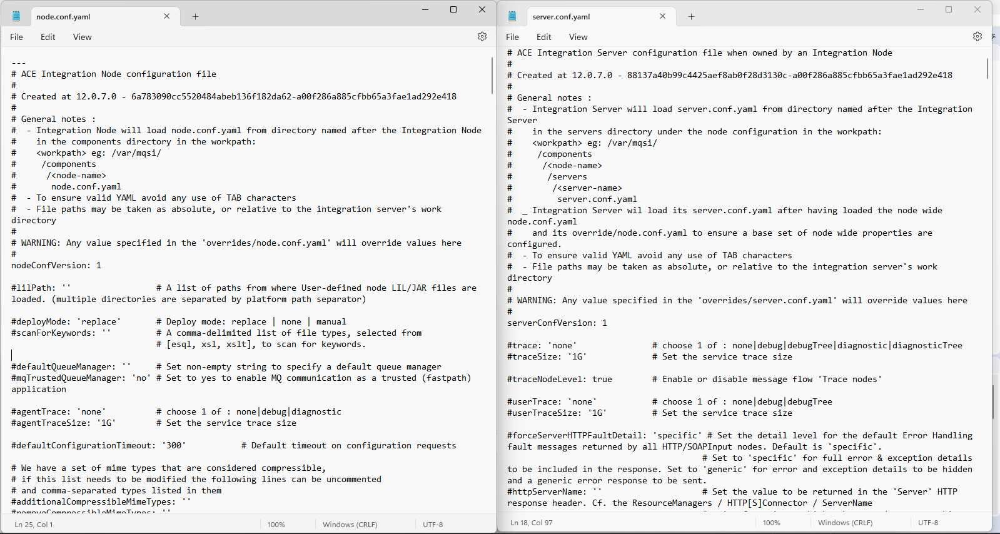 node.conf.yaml
File Edit View
---
# ACE Integration Node configuration file
#
# Created at 12.0.7.0 - 6a783090cc5520484abeb136f182da62-a00f286a885cfbb65a3fae1ad292e418
#
# General notes :
#  - Integration Node will load node.conf.yaml from directory named after the Integration Node
#    in the components directory in the workpath:
#    <workpath> eg: /var/mqsi/
#     /components
#      /<node-name>
#       node.conf.yaml
#  - To ensure valid YAML avoid any use of TAB characters
#  - File paths may be taken as absolute, or relative to the integration server's work
directory
#
# WARNING: Any value specified in the 'overrides/node.conf.yaml' will override values here
#
nodeConfVersion: 1
#lilPath: ''                 # A list of paths from where User-defined node LIL/JAR files are
loaded. (multiple directories are separated by platform path separator)
#deployMode: 'replace'       # Deploy mode: replace | none | manual
#scanForKeywords: ''         # A comma-delimited list of file types, selected from
                             # [esql, xsl, xslt], to scan for keywords.
#defaultQueueManager: ''     # Set non-empty string to specify a default queue manager
#mqTrustedQueueManager: 'no' # Set to yes to enable MQ communication as a trusted (fastpath)
application
#agentTrace: 'none'          # choose 1 of : none|debug|diagnostic
#agentTraceSize: '1G'        # Set the service trace size
#defaultConfigurationTimeout: '300'           # Default timeout on configuration requests
# We have a set of mime types that are considered compressible,
# if this list needs to be modified the following lines can be uncommented
# and comma-separated types listed in them
#additionalCompressibleMimeTypes: ''
#removeCompressibleMimeTypes: ''
Ln 25, Col 1 100% Windows (CRLF) UTF-8
server.conf.yaml
File Edit View
# ACE Integration Server configuration file when owned by an Integration Node
#
# Created at 12.0.7.0 - 88137a40b99c4425aef8ab0f28d3130c-a00f286a885cfbb65a3fae1ad292e418
#
# General notes :
#  - Integration Server will load server.conf.yaml from directory named after the Integration
Server
#    in the servers directory under the node configuration in the workpath:
#    <workpath> eg: /var/mqsi/
#     /components
#      /<node-name>
#       /servers
#        /<server-name>
#         server.conf.yaml
#  _ Integration Server wil load its server.conf.yaml after having loaded the node wide
node.conf.yaml
#    and its override/node.conf.yaml to ensure a base set of node wide properties are
configured.
#  - To ensure valid YAML avoid any use of TAB characters
#  - File paths may be taken as absolute, or relative to the integration server's work
directory
#
# WARNING: Any value specified in the 'overrides/server.conf.yaml' will override values here
#
serverConfVersion: 1
#trace: 'none'               # choose 1 of : none|debug|debugTree|diagnostic|diagnosticTree
#traceSize: '1G'             # Set the service trace size
#traceNodeLevel: true        # Enable or disable message flow 'Trace nodes'
#userTrace: 'none'           # choose 1 of : none|debug|debugTree
#userTraceSize: '1G'         # Set the service trace size
#forceServerHTTPFaultDetail: 'specific' # Set the detail level for the default Error Handling
fault messages returned by all HTTP/SOAPInput nodes. Default is 'specific'.
                                       # Set to 'specific' for full error & exception details
to be included in the response. Set to 'generic' for error and exception details to be hidden
and a generic error response to be sent.
#httpServerName: ''                    # Set the value to be returned in the 'Server' HTTP
response header. Cf. the ResourceManagers / HTTP[S]Connector / ServerName
Ln 18, Col 97 100% Windows (CRLF) UTF-8